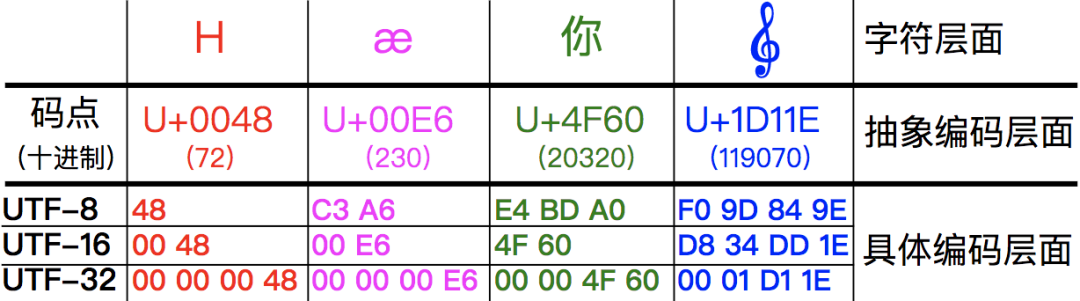 H æ 你 𝄞 字符层面
码点 U+0048 U+00E6 U+4F60 U+1D11E 抽象编码层面
(十进制) (72) (230) (20320) (119070)
UTF-8 48 C3 A6 E4 BD A0 F0 9D 84 9E
UTF-16 00 48 00 E6 4F 60 D8 34 DD 1E 具体编码层面
UTF-32 00 00 00 48 00 00 00 E6 00 00 4F 60 00 01 D1 1E